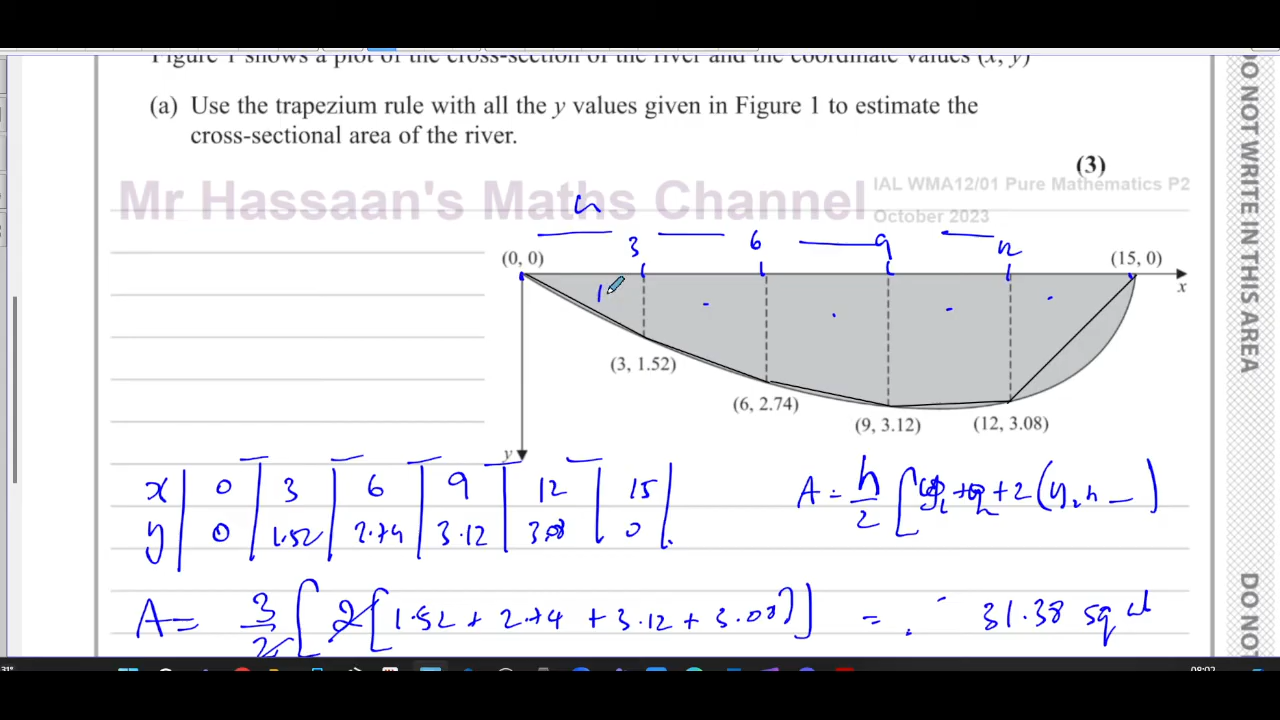 Figure 1 shows a plot of the cross-section of the river and the coordinate values (x, y)
(a) Use the trapezium rule with all the y values given in Figure 1 to estimate the
cross-sectional area of the river.
(3)
Mr Hassaan's Maths Channel
IAL WMA12/01 Pure Mathematics P2
October 2023
h
3 6 9 12
(0, 0) (15, 0)
x
1
(3, 1.52)
(6, 2.74)
(9, 3.12) (12, 3.08)
y
x | 0 | 3 | 6 | 9 | 12 | 15 |
y | 0 | 1.52 | 2.74 | 3.12 | 3.08 | 0 |
A = h/2 [ + 2 (
A = 3/2 [ 2 [ 1.52 + 2.74 + 3.12 + 3.08 ] ] = 31.38 sq
DO NOT WRITE IN THIS AREA
DO NO
31°
08:02